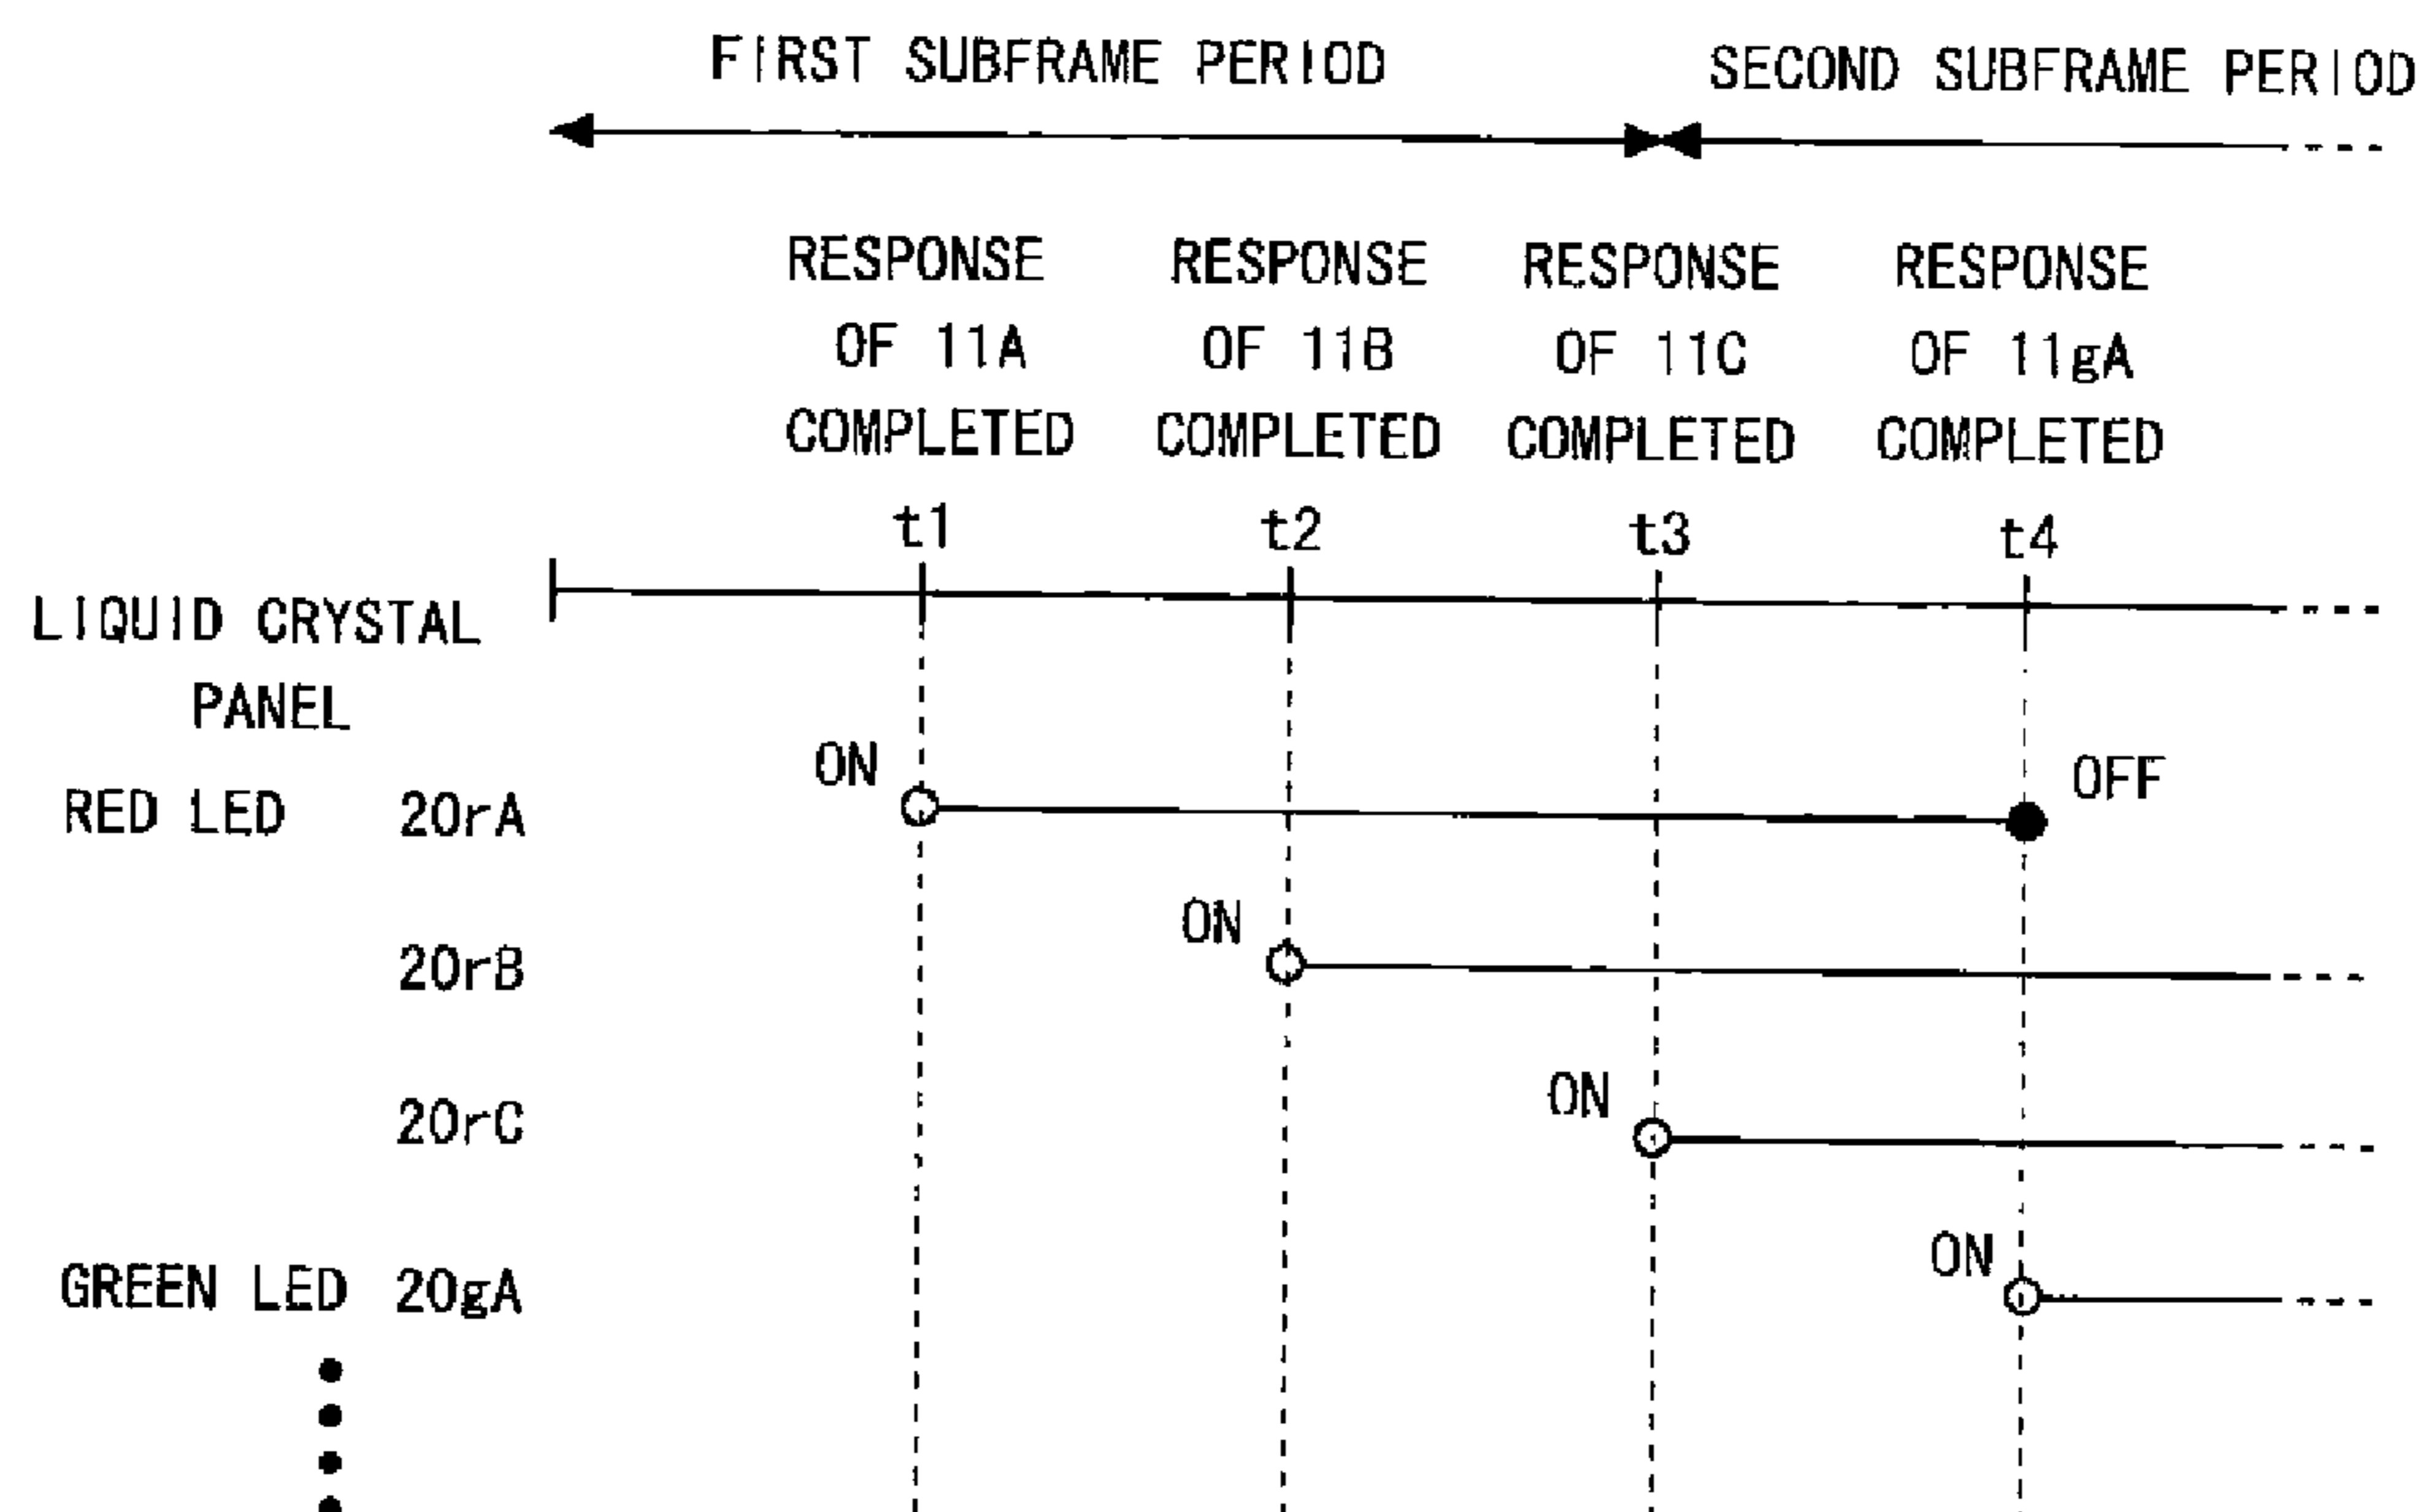 FIRST SUBFRAME PERIOD
SECOND SUBFRAME PERIOD
RESPONSE OF 11A COMPLETED
RESPONSE OF 11B COMPLETED
RESPONSE OF 11C COMPLETED
RESPONSE OF 11gA COMPLETED
t1
t2
t3
t4
LIQUID CRYSTAL
PANEL
ON
OFF
RED LED 20rA
ON
20rB
ON
20rC
ON
GREEN LED 20gA